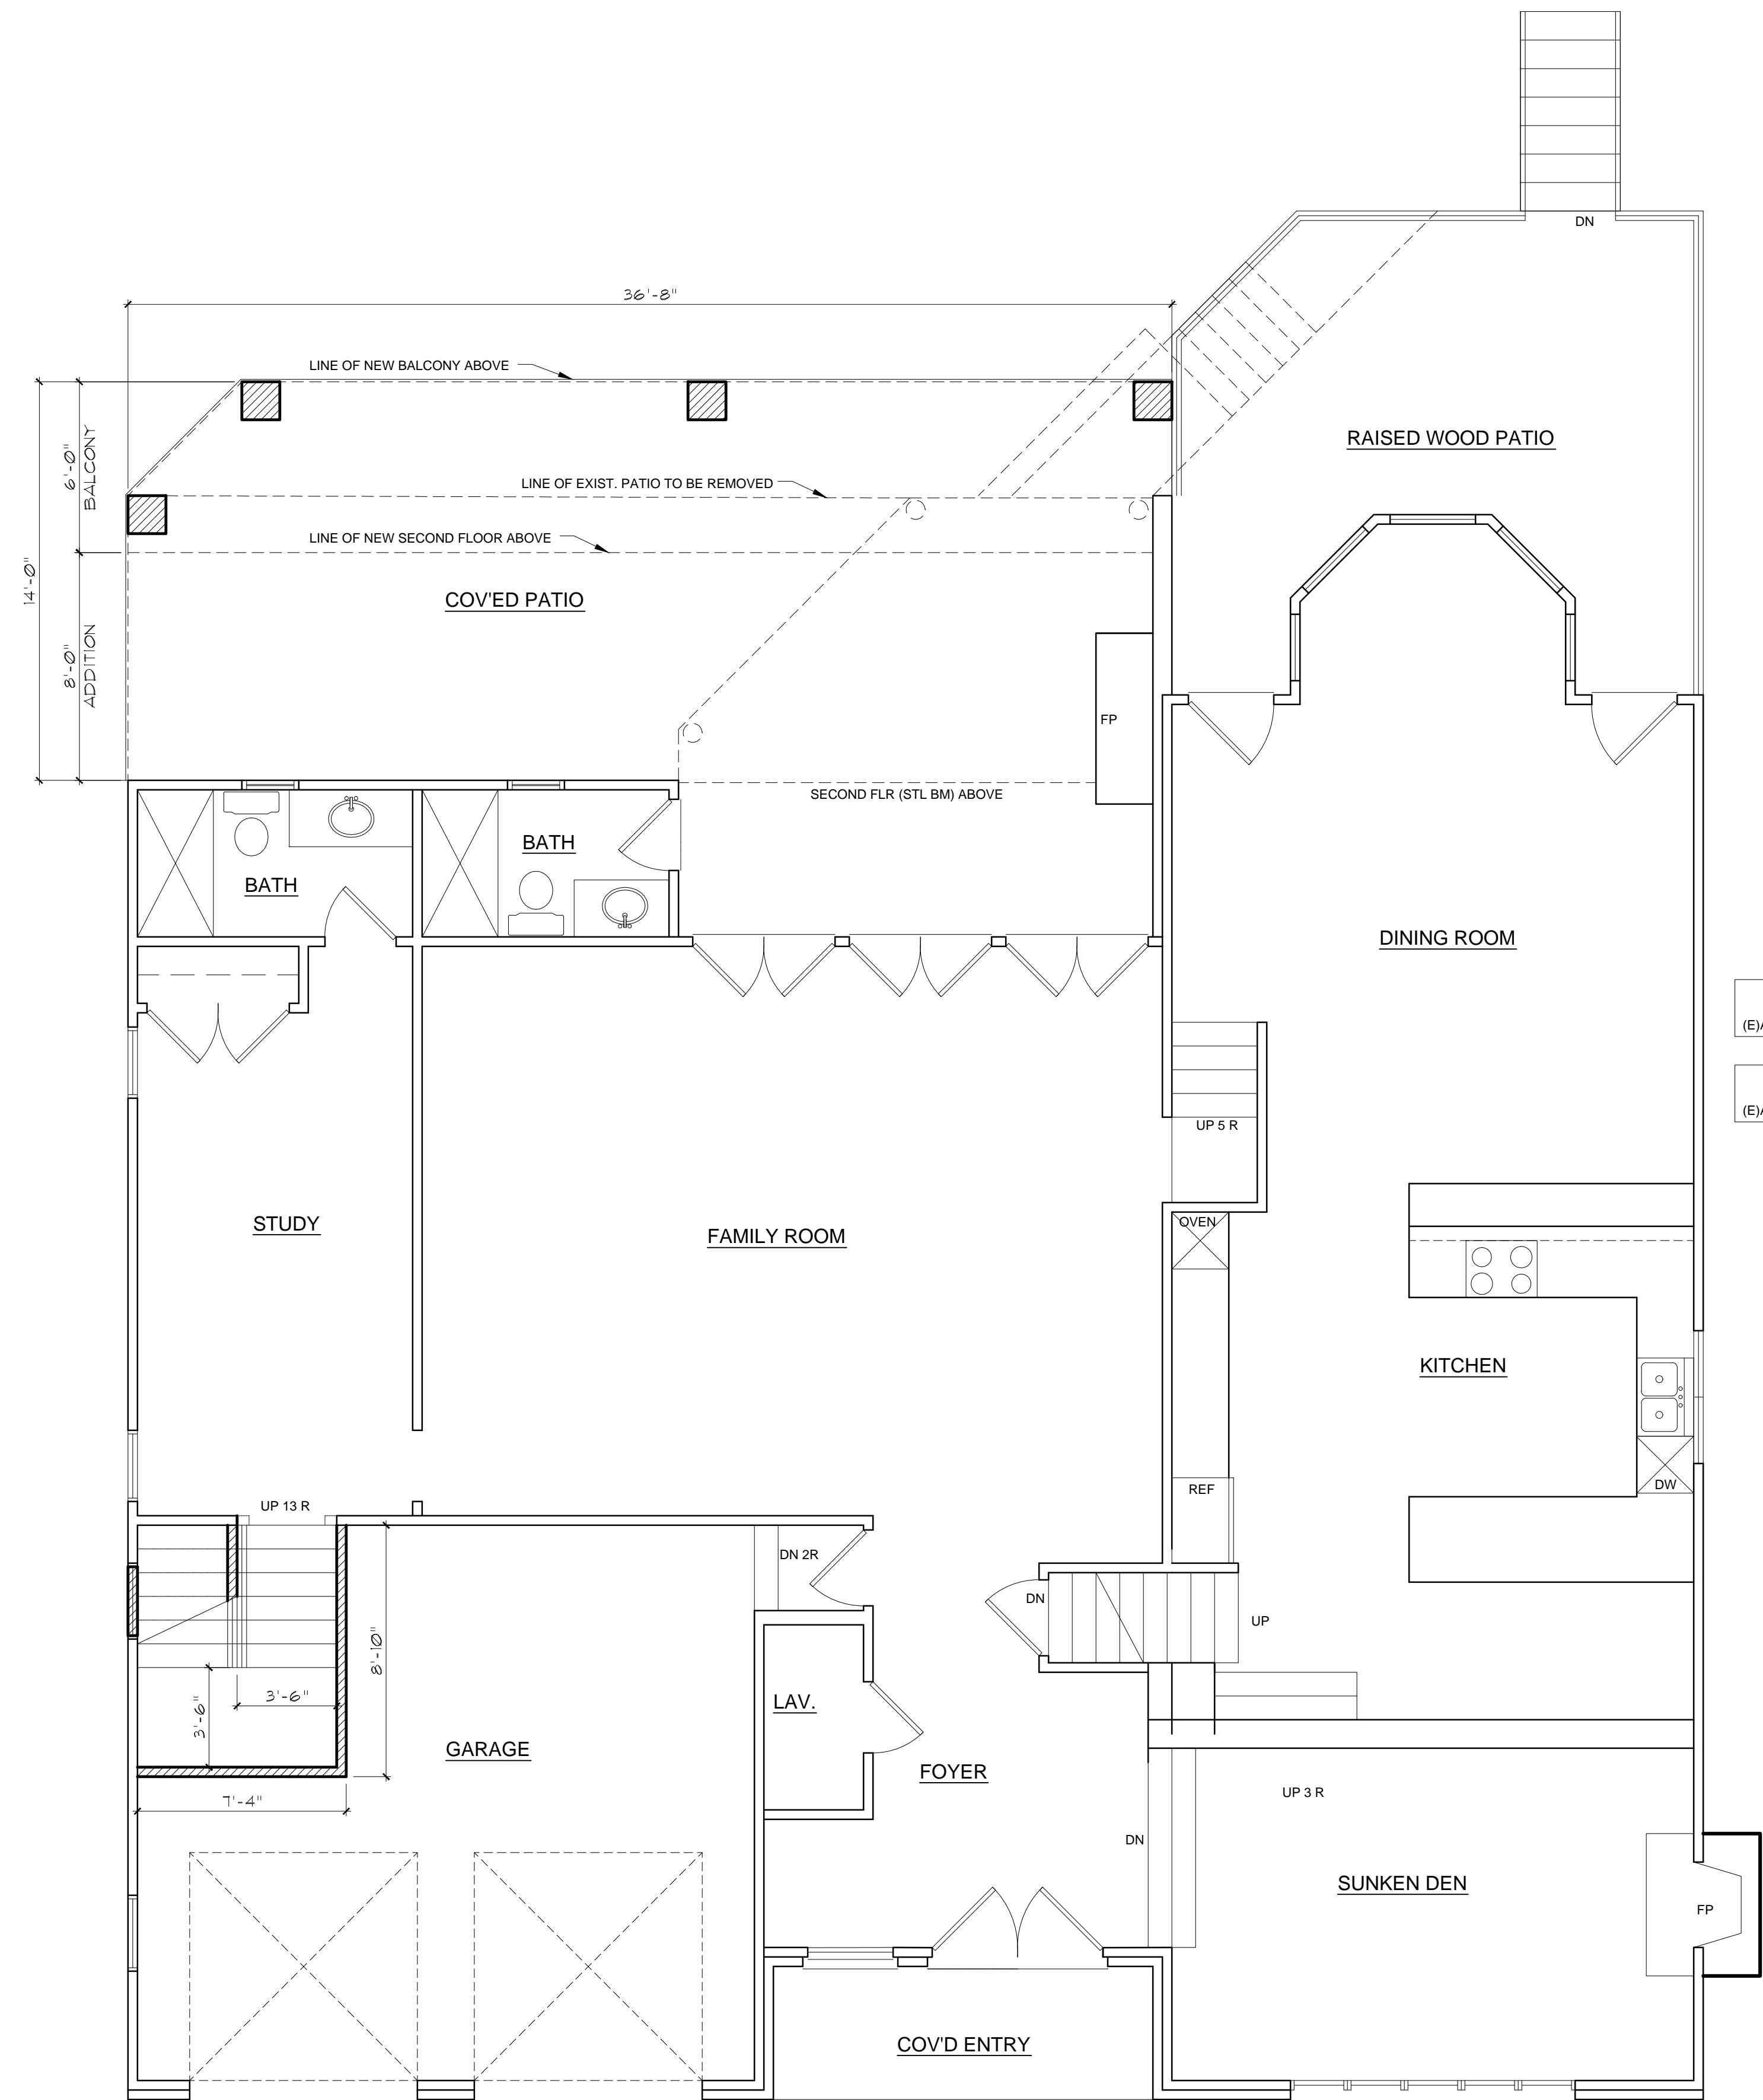 DN
36'-8"
LINE OF NEW BALCONY ABOVE
6'-0"
BALCONY
RAISED WOOD PATIO
LINE OF EXIST. PATIO TO BE REMOVED
LINE OF NEW SECOND FLOOR ABOVE
14'-0"
COV'ED PATIO
8'-0"
ADDITION
FP
SECOND FLR (STL BM) ABOVE
BATH
BATH
DINING ROOM
(E)A
(E)A
UP 5 R
STUDY
FAMILY ROOM
OVEN
KITCHEN
REF
DW
UP 13 R
DN 2R
DN
UP
8'-10"
3'-6"
3'-6"
LAV.
GARAGE
FOYER
UP 3 R
7'-4"
DN
SUNKEN DEN
FP
COV'D ENTRY